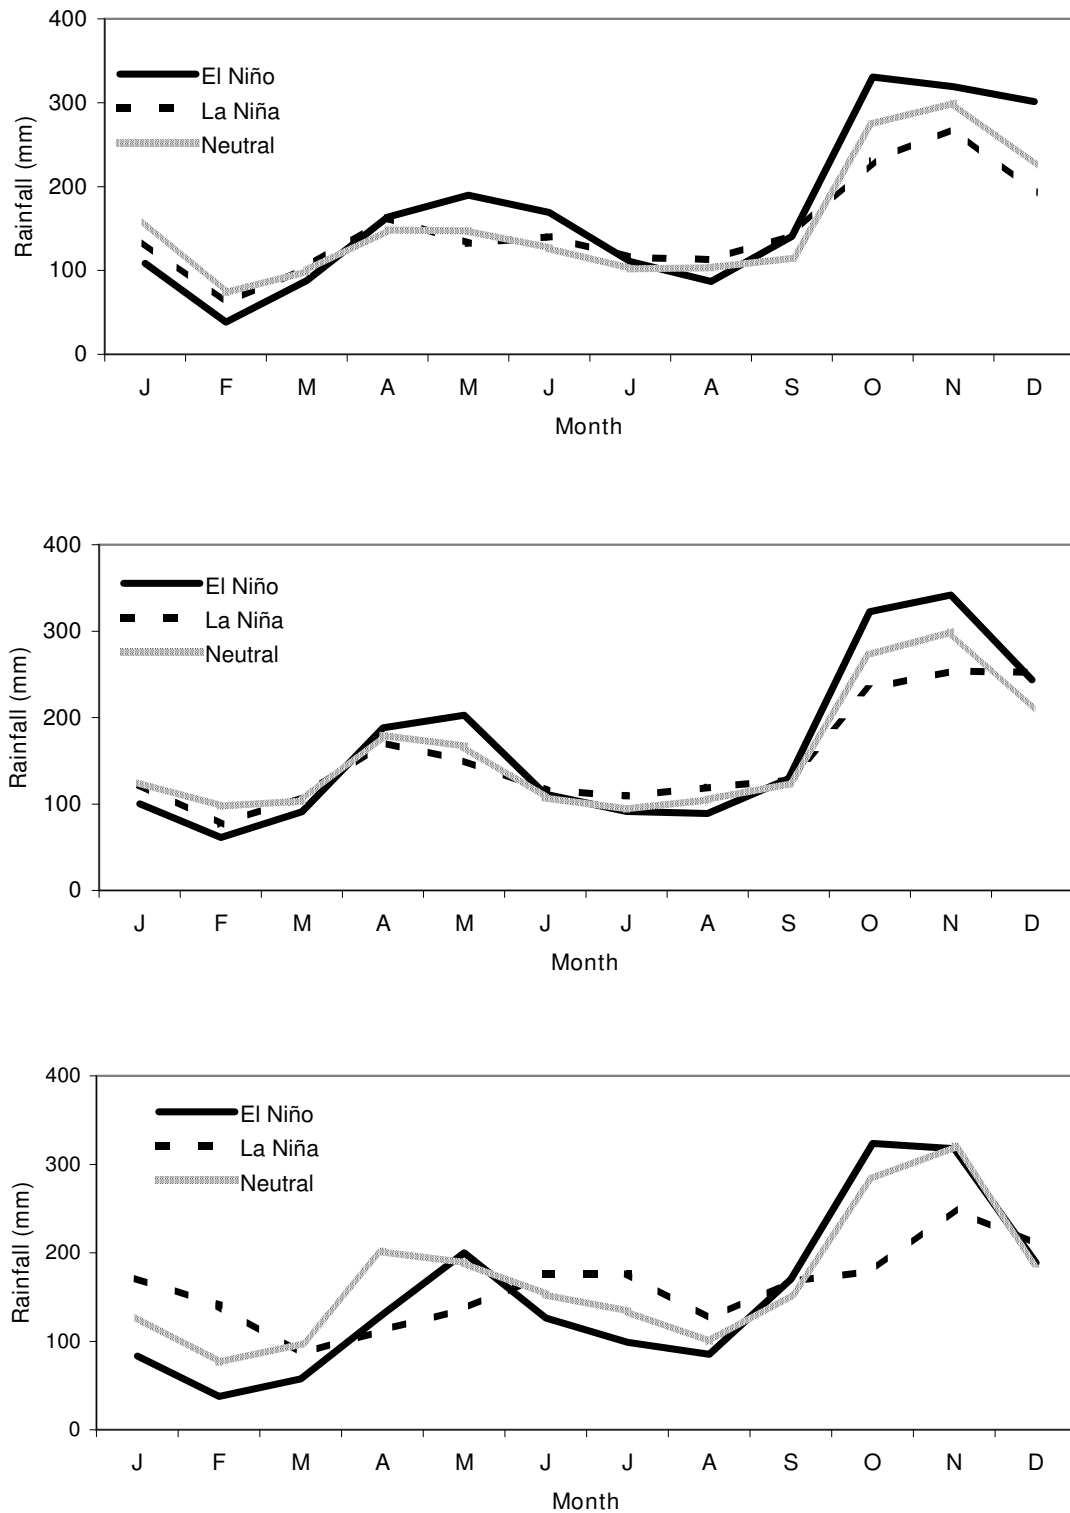 400
300
200
100
0
Rainfall (mm)
El Niño
La Niña
Neutral
J F M A M J J A S O N D
Month
400
300
200
100
0
Rainfall (mm)
El Niño
La Niña
Neutral
J F M A M J J A S O N D
Month
400
300
200
100
0
Rainfall (mm)
El Niño
La Niña
Neutral
J F M A M J J A S O N D
Month